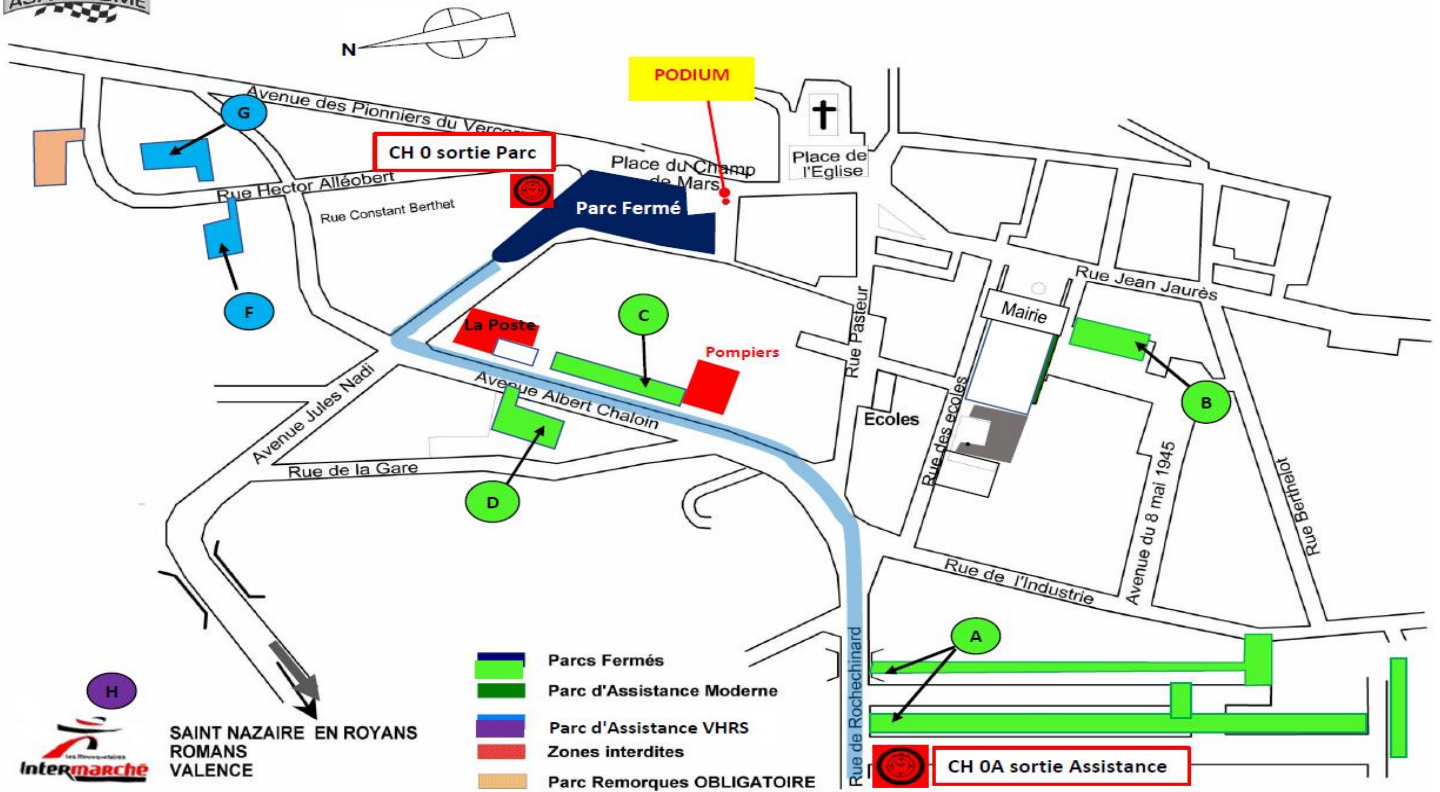 N
PODIUM
G
Avenue des Pionniers du Vercors
CH 0 sortie Parc
Place du Champ
de Mars
Place de
l'Eglise
Rue Hector Alléobert
Rue Constant Berthet
Parc Fermé
F
La Poste
C
Pompiers
Rue Pasteur
Mairie
Rue Jean Jaurès
B
Avenue Jules Nadi
Avenue Albert Chaloin
Ecoles
Rue des ecoles
Rue de la Gare
D
Avenue du 8 mai 1945
Rue Berthelot
Rue de l'Industrie
A
Rue de Rochechinard
H
Les Mousquetaires
Intermarché
SAINT NAZAIRE EN ROYANS
ROMANS
VALENCE
Parcs Fermés
Parc d'Assistance Moderne
Parc d'Assistance VHRS
Zones interdites
Parc Remorques OBLIGATOIRE
CH 0A sortie Assistance